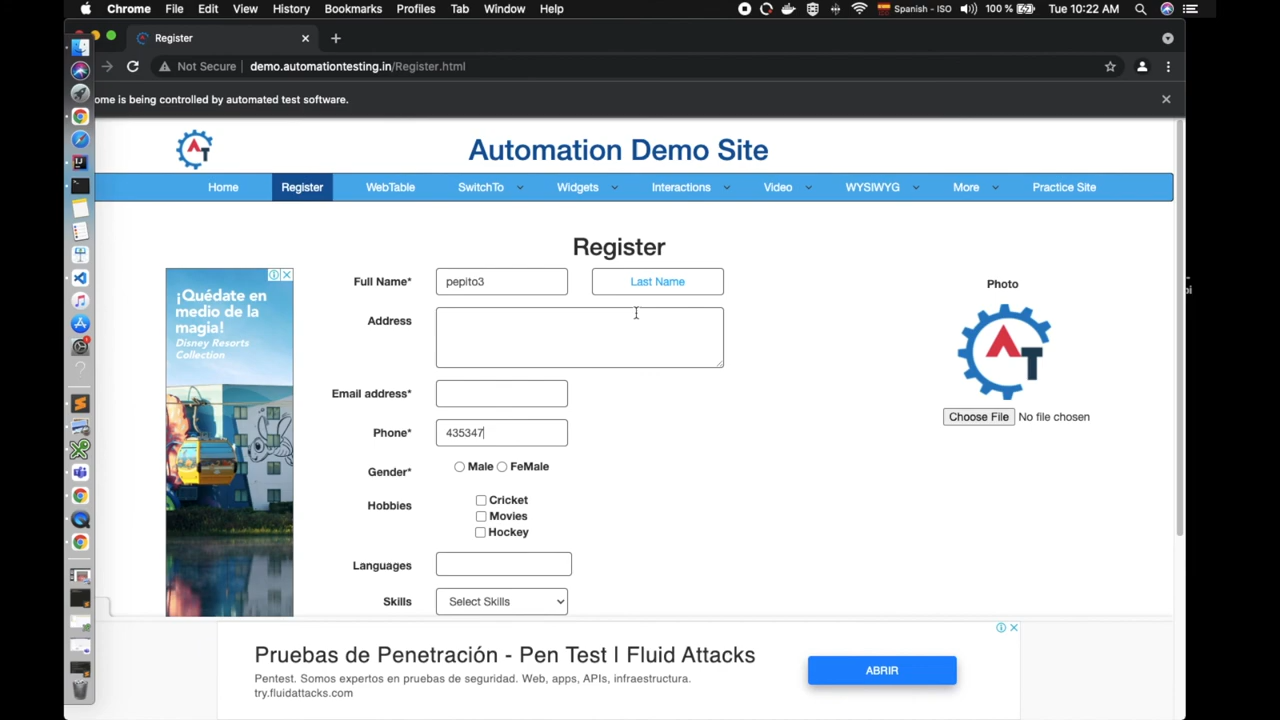 Chrome File Edit View History Bookmarks Profiles Tab Window Help Spanish - ISO 100 % Tue 10:22 AM
Register
Not Secure demo.automationtesting.in/Register.html
ome is being controlled by automated test software.
AT
Automation Demo Site
Home Register WebTable SwitchTo Widgets Interactions Video WYSIWYG More Practice Site
Register
¡Quédate en
medio de la
magia!
Disney Resorts
Collection
Full Name* pepito3 Last Name
Address
Email address*
Phone* 435347
Gender* Male FeMale
Hobbies Cricket
Movies
Hockey
Languages
Skills Select Skills
Photo
AT
Choose File No file chosen
Pruebas de Penetración - Pen Test | Fluid Attacks
Pentest. Somos expertos en pruebas de seguridad. Web, apps, APIs, infraestructura.
try.fluidattacks.com
ABRIR